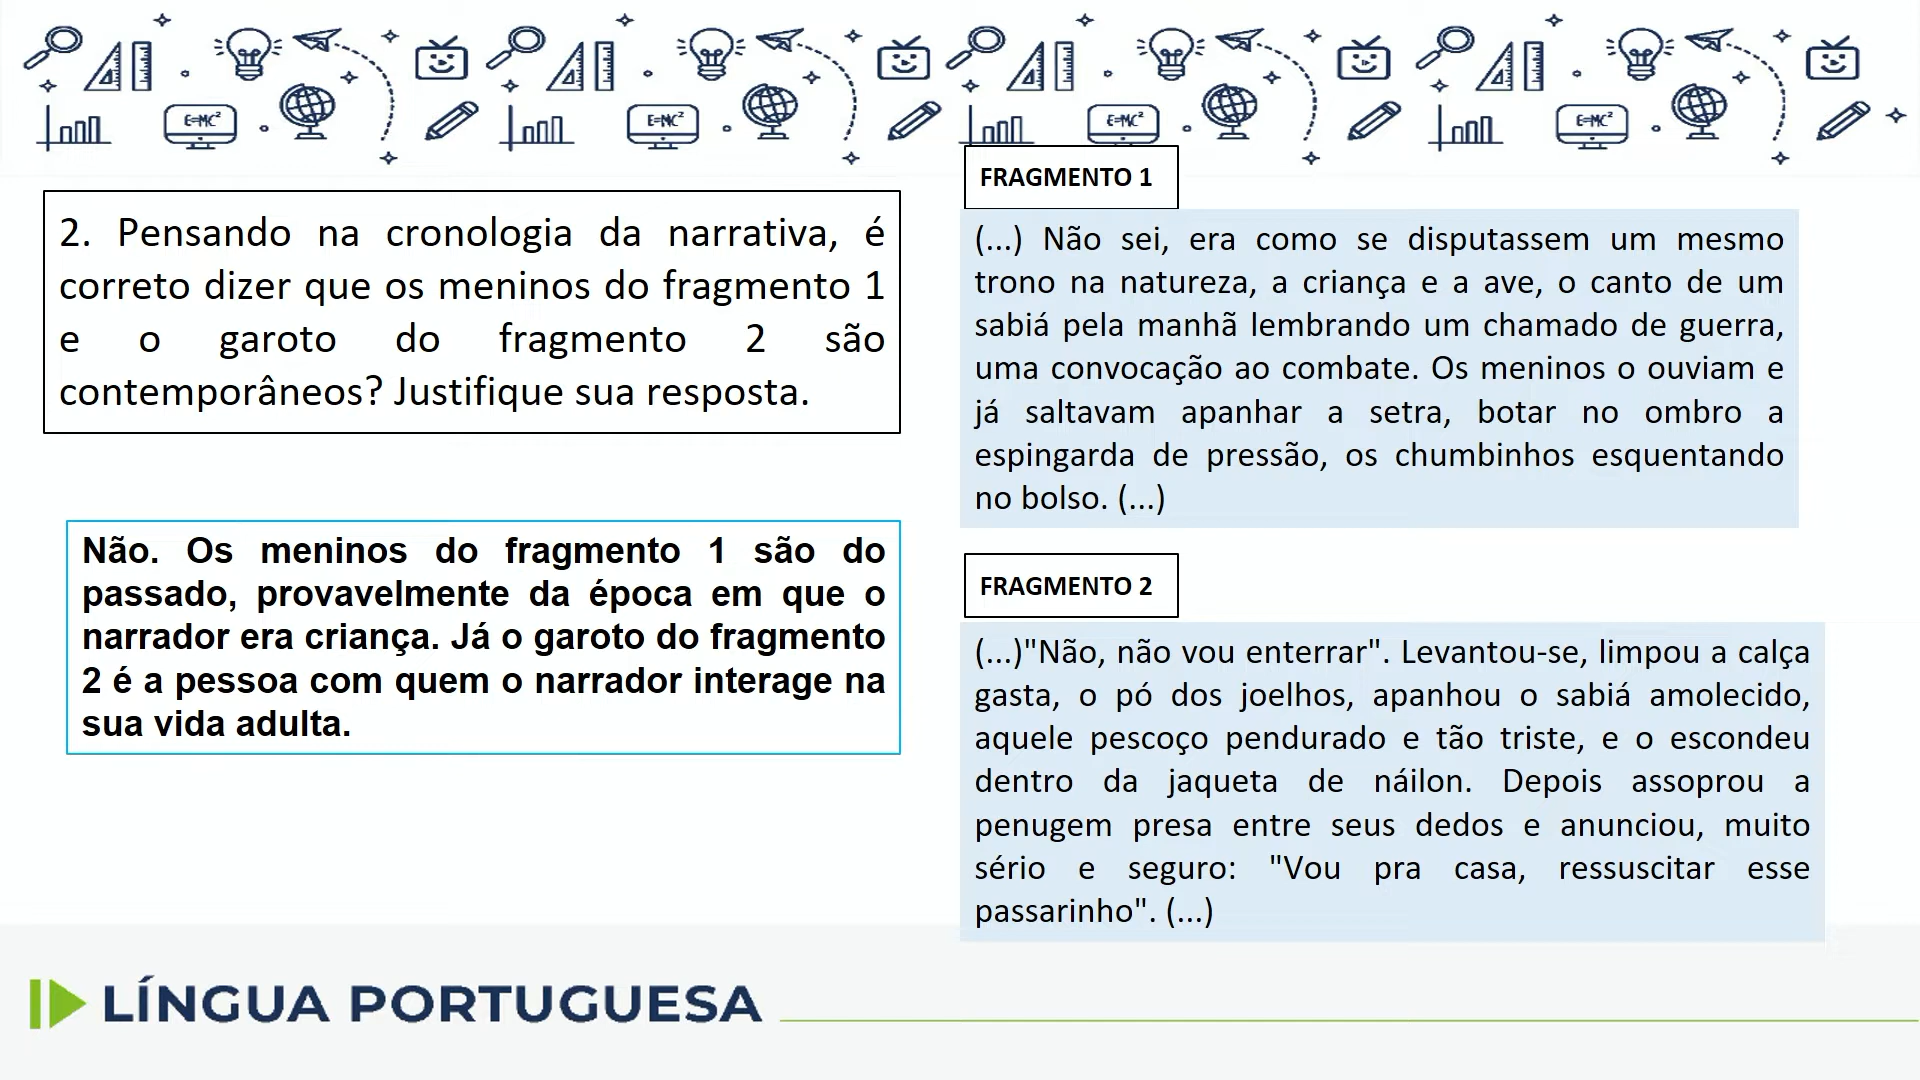 E=MC²
E=MC²
E=MC²
E=MC²
2. Pensando na cronologia da narrativa, é
correto dizer que os meninos do fragmento 1
e o garoto do fragmento 2 são
contemporâneos? Justifique sua resposta.
Não. Os meninos do fragmento 1 são do
passado, provavelmente da época em que o
narrador era criança. Já o garoto do fragmento
2 é a pessoa com quem o narrador interage na
sua vida adulta.
FRAGMENTO 1
(...) Não sei, era como se disputassem um mesmo
trono na natureza, a criança e a ave, o canto de um
sabiá pela manhã lembrando um chamado de guerra,
uma convocação ao combate. Os meninos o ouviam e
já saltavam apanhar a setra, botar no ombro a
espingarda de pressão, os chumbinhos esquentando
no bolso. (...)
FRAGMENTO 2
(...)"Não, não vou enterrar". Levantou-se, limpou a calça
gasta, o pó dos joelhos, apanhou o sabiá amolecido,
aquele pescoço pendurado e tão triste, e o escondeu
dentro da jaqueta de náilon. Depois assoprou a
penugem presa entre seus dedos e anunciou, muito
sério e seguro: "Vou pra casa, ressuscitar esse
passarinho". (...)
LÍNGUA PORTUGUESA